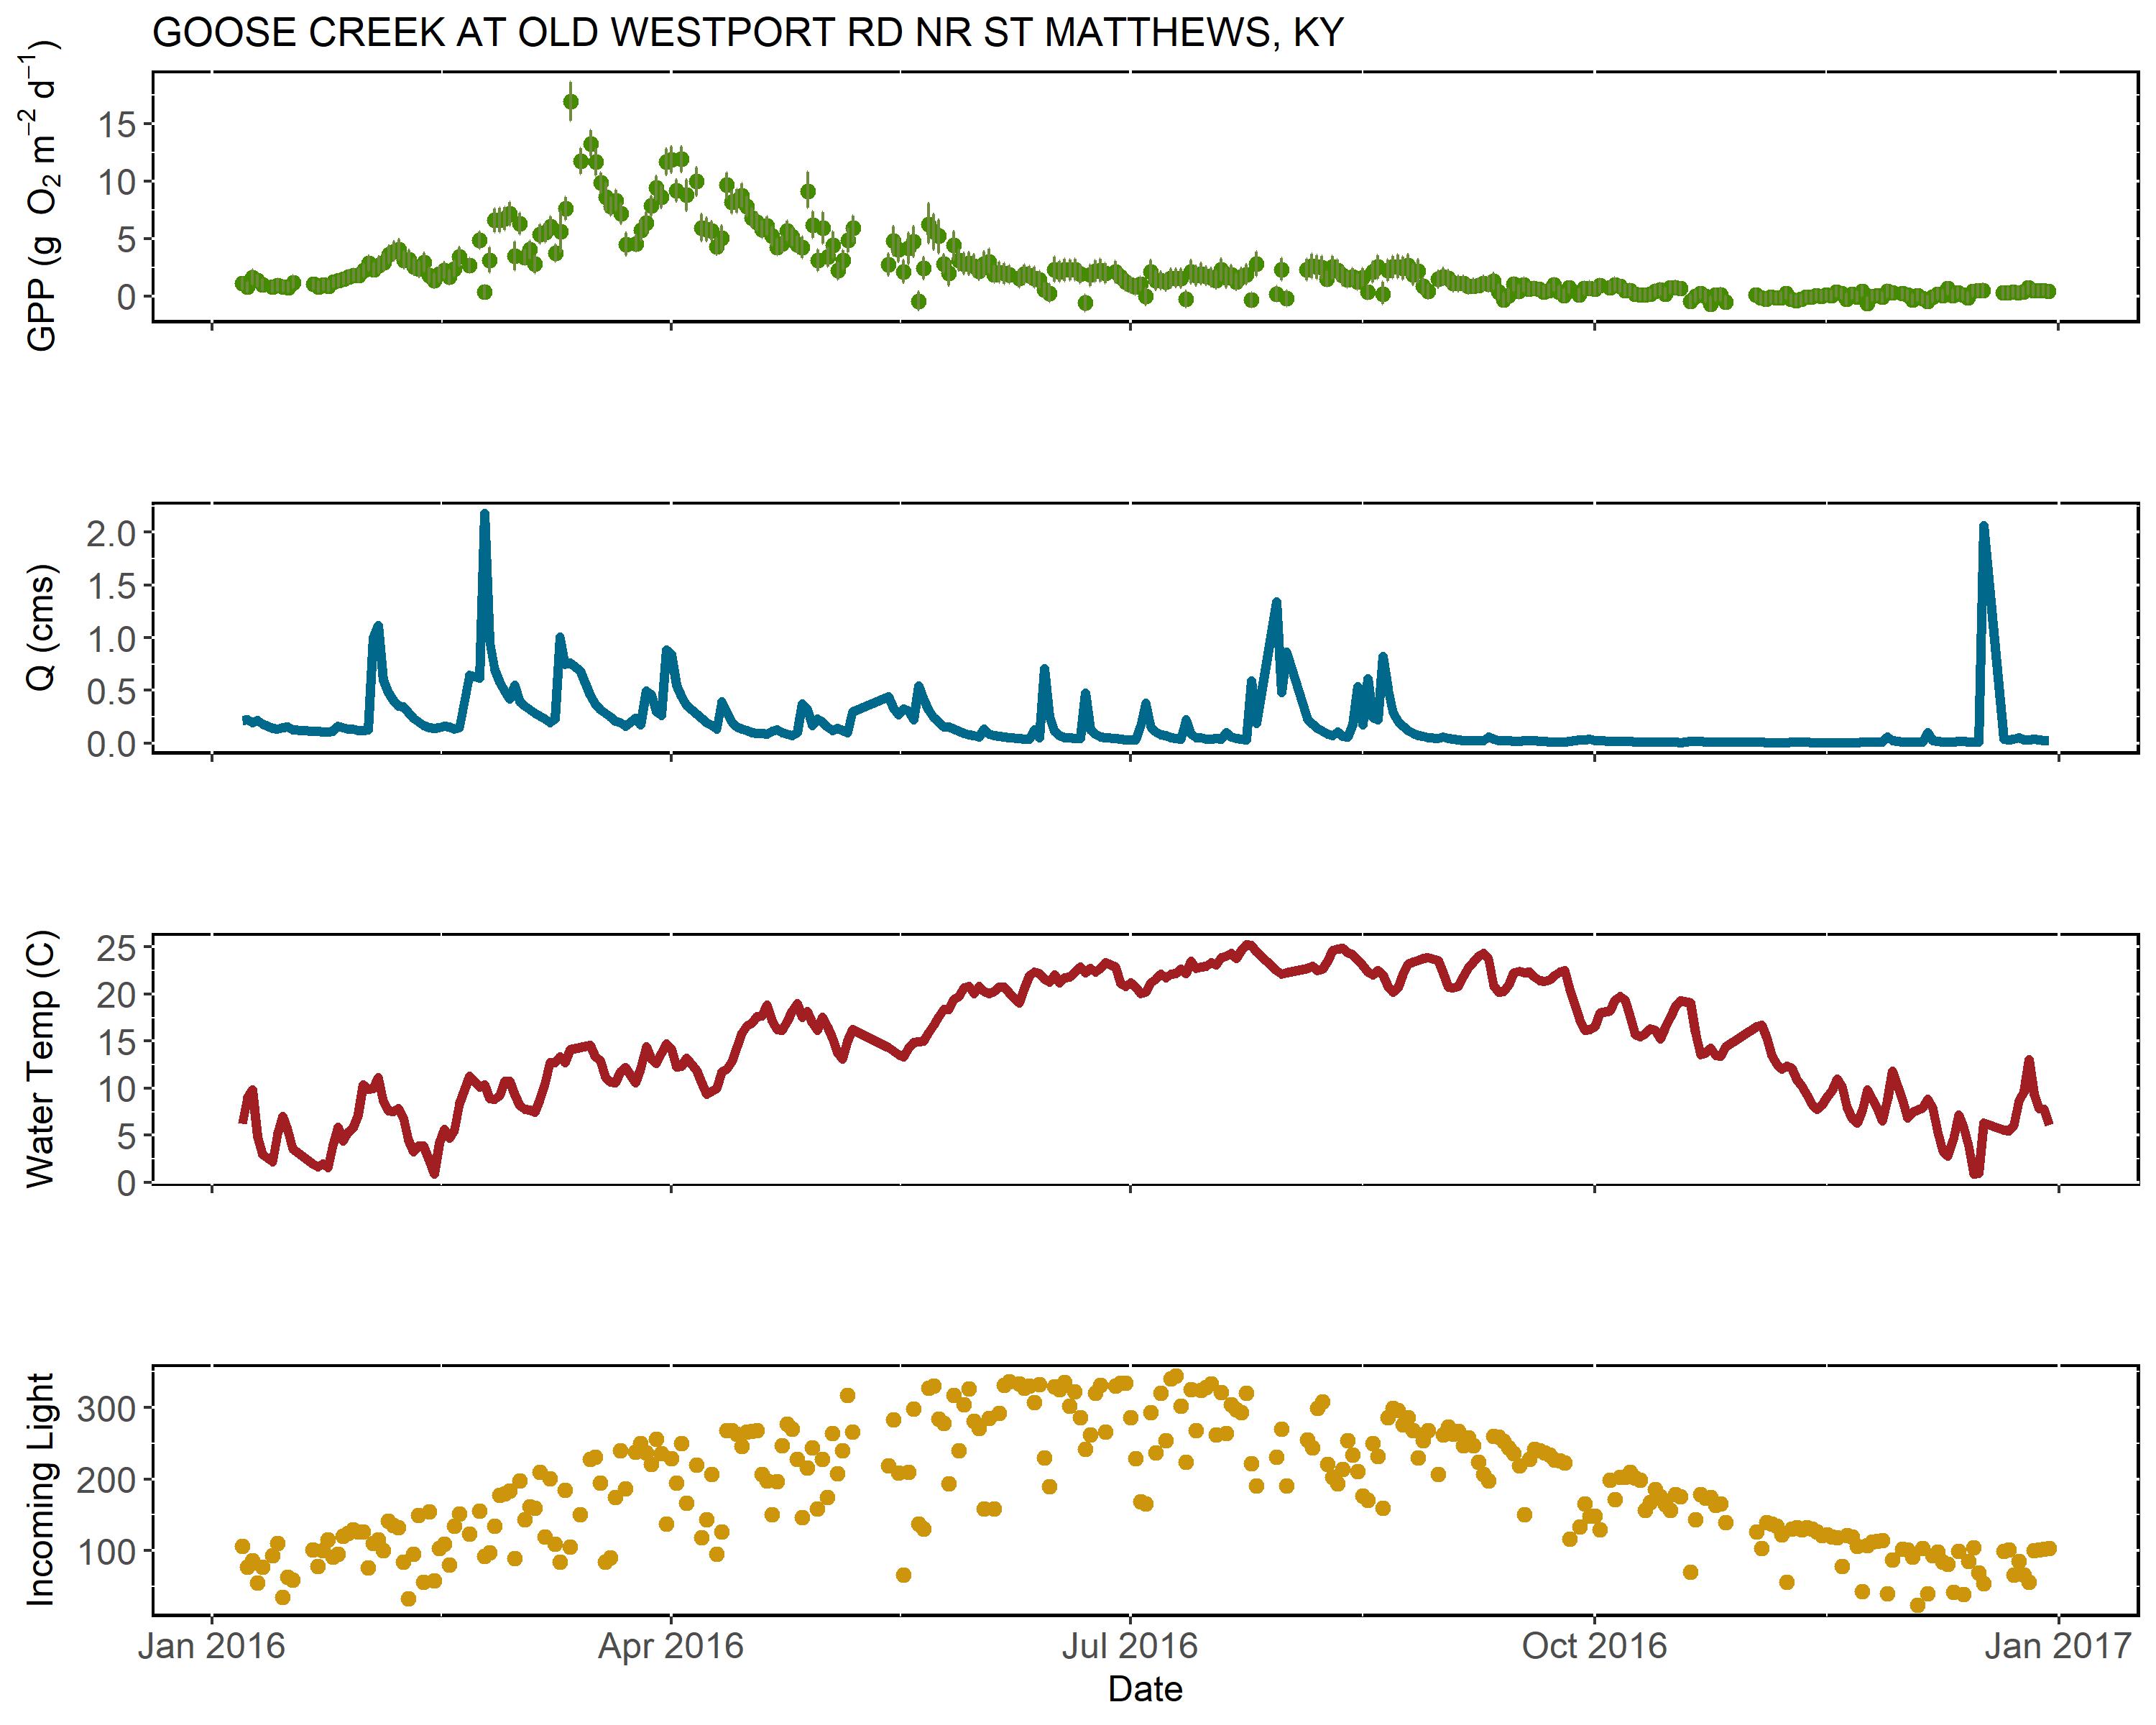 GOOSE CREEK AT OLD WESTPORT RD NR ST MATTHEWS, KY
GPP (g O₂ m⁻² d⁻¹)
15
10
5
0
Q (cms)
2.0
1.5
1.0
0.5
0.0
Water Temp (C)
25
20
15
10
5
0
Incoming Light
300
200
100
Jan 2016 Apr 2016 Jul 2016 Oct 2016 Jan 2017
Date